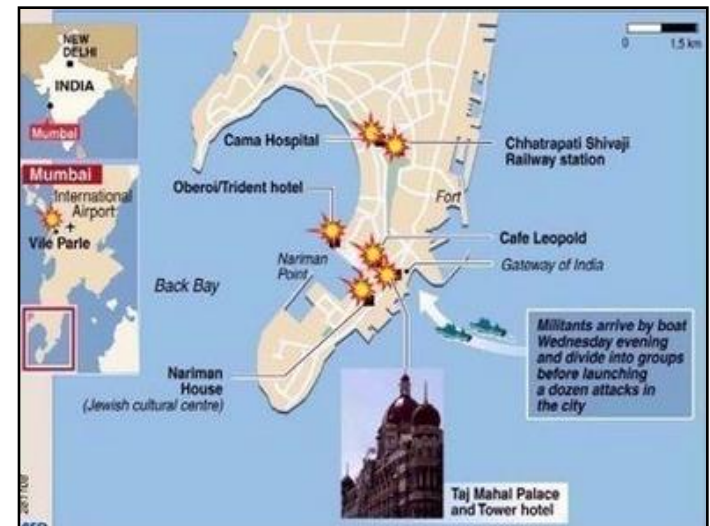 NEW
DELHI
INDIA
Mumbai
0 1,5 km
Cama Hospital
Chhatrapati Shivaji
Railway station
Mumbai
International
Airport
Vile Parle
Oberoi/Trident hotel
Fort
Cafe Leopold
Nariman
Point
Gateway of India
Back Bay
Militants arrive by boat
Wednesday evening
and divide into groups
before launching
a dozen attacks in
the city
Nariman
House
(Jewish cultural centre)
Taj Mahal Palace
and Tower hotel
281108